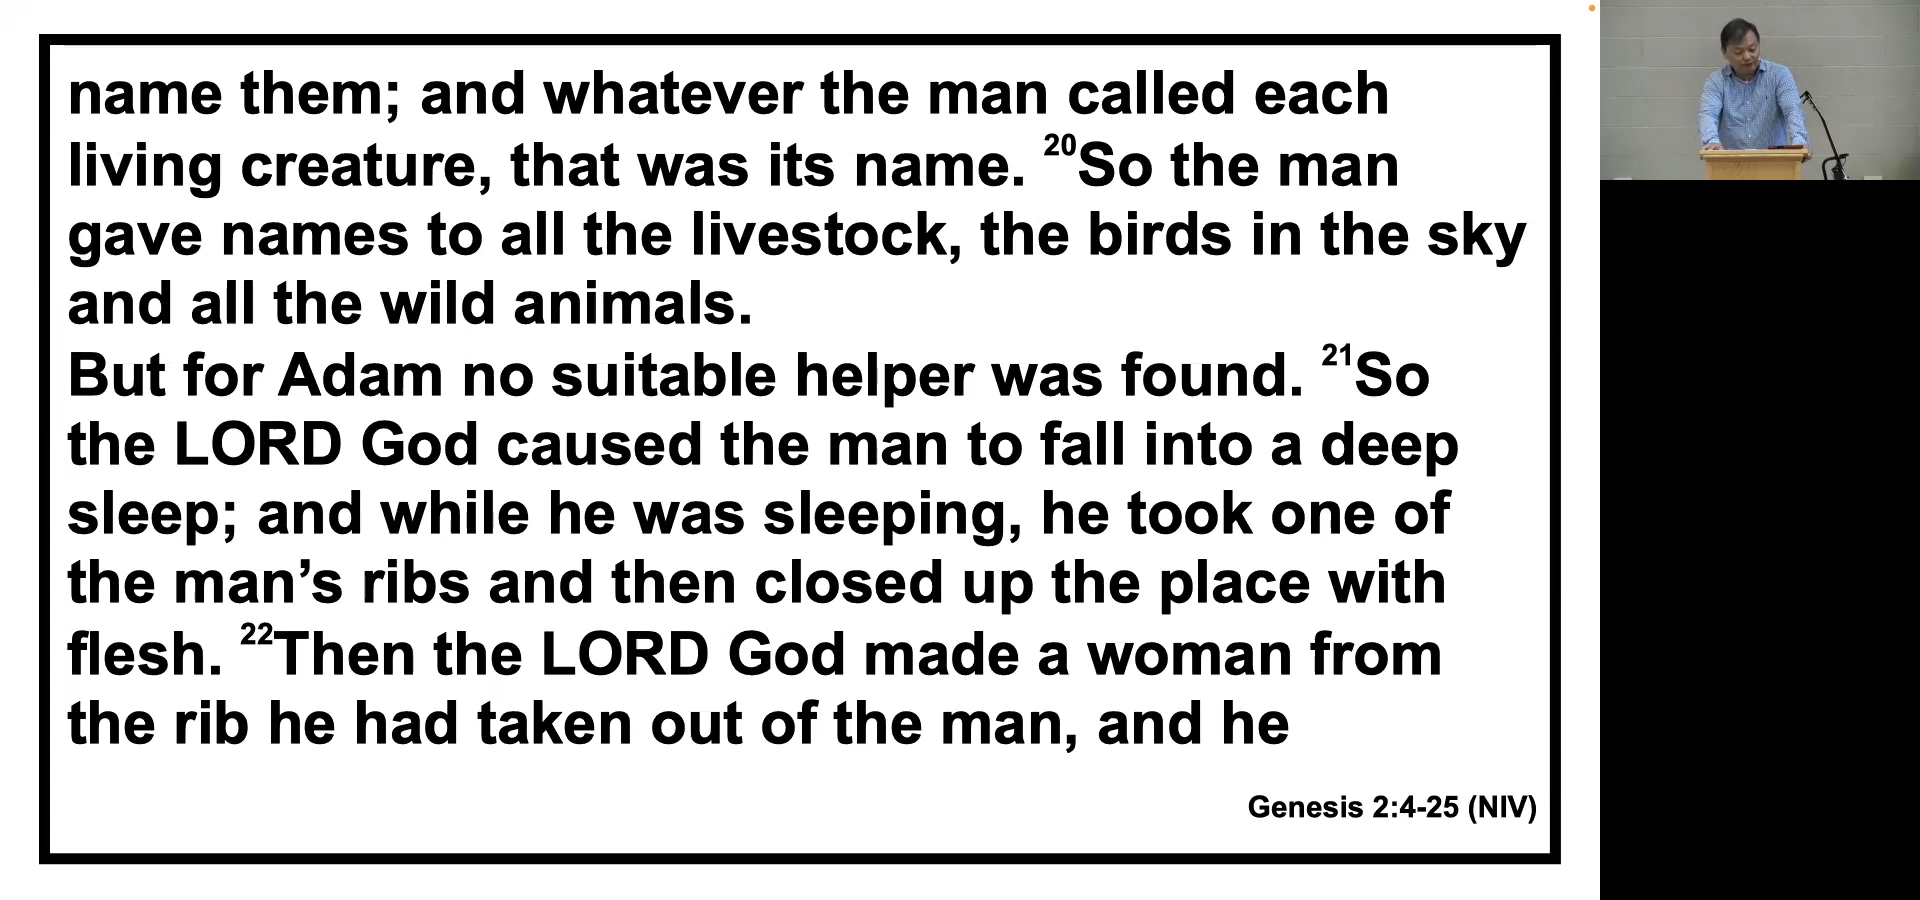 name them; and whatever the man called each
living creature, that was its name. ²⁰So the man
gave names to all the livestock, the birds in the sky
and all the wild animals.
But for Adam no suitable helper was found. ²¹So
the LORD God caused the man to fall into a deep
sleep; and while he was sleeping, he took one of
the man’s ribs and then closed up the place with
flesh. ²²Then the LORD God made a woman from
the rib he had taken out of the man, and he
Genesis 2:4-25 (NIV)